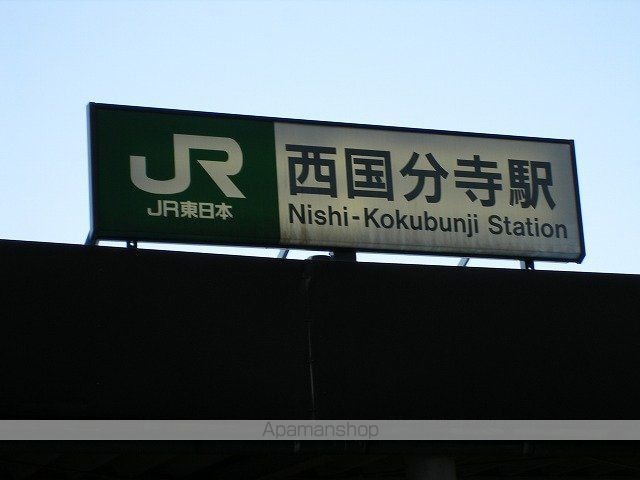 JR
JR東日本
西国分寺駅
Nishi-Kokubunji Station
Apamanshop